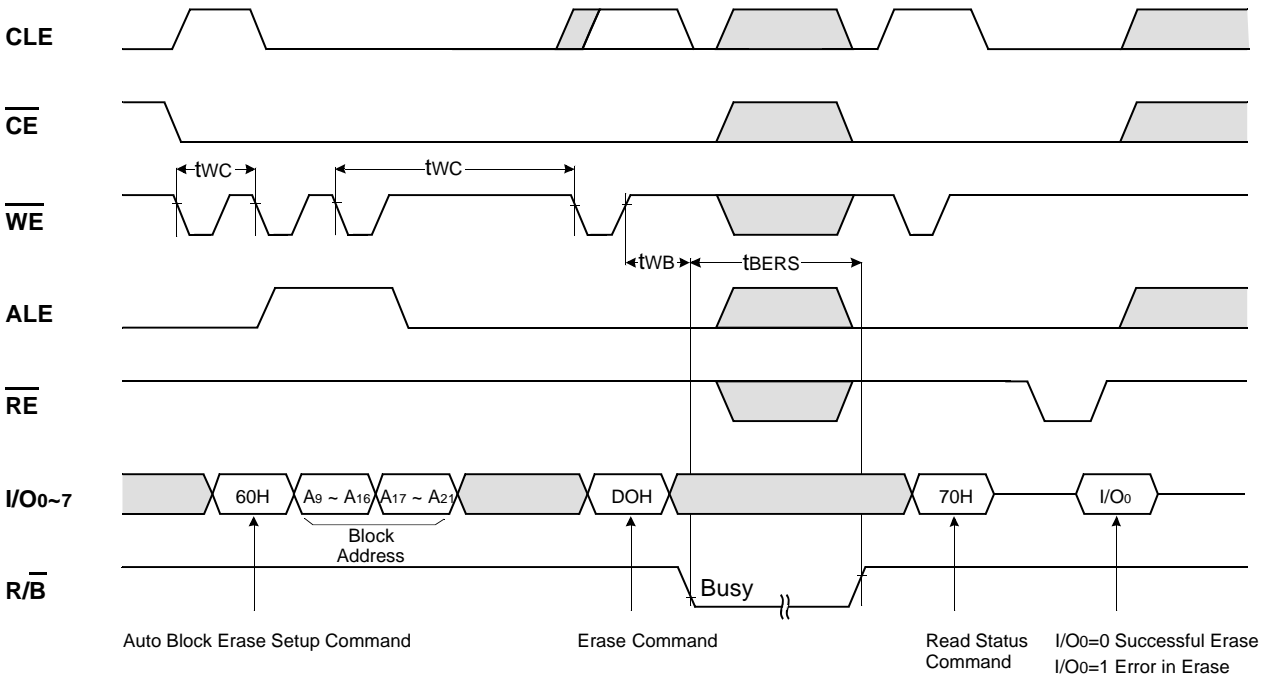 CLE
CE
tWC
tWC
WE
tWB
tBERS
ALE
RE
I/O0~7
60H
A9 ~ A16
A17 ~ A21
DOH
70H
I/O0
Block
Address
R/B
Busy
Auto Block Erase Setup Command
Erase Command
Read Status
Command
I/O0=0 Successful Erase
I/O0=1 Error in Erase